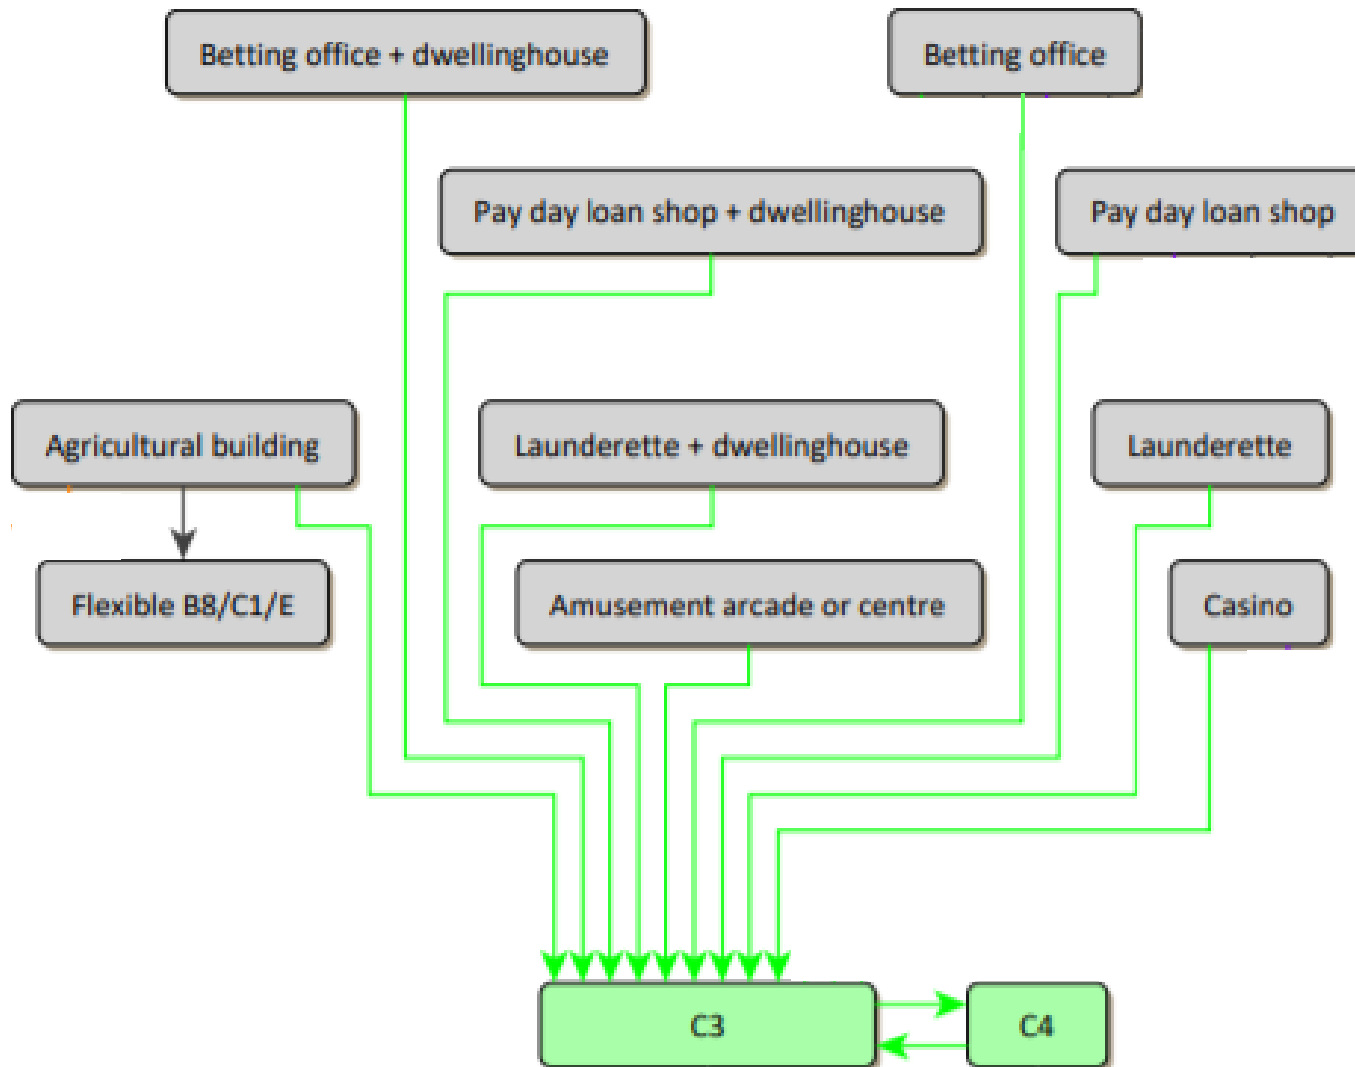 Betting office + dwellinghouse
Betting office
Pay day loan shop + dwellinghouse
Pay day loan shop
Agricultural building
Launderette + dwellinghouse
Launderette
Flexible B8/C1/E
Amusement arcade or centre
Casino
C3
C4